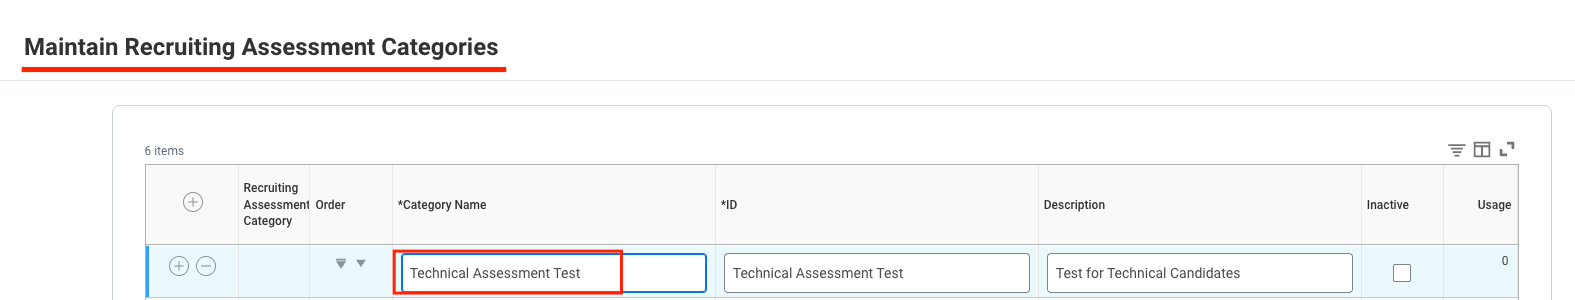 Maintain Recruiting Assessment Categories
6 items
Recruiting
Assessment
Category
Order
*Category Name
*ID
Description
Inactive
Usage
Technical Assessment Test
Technical Assessment Test
Test for Technical Candidates
0